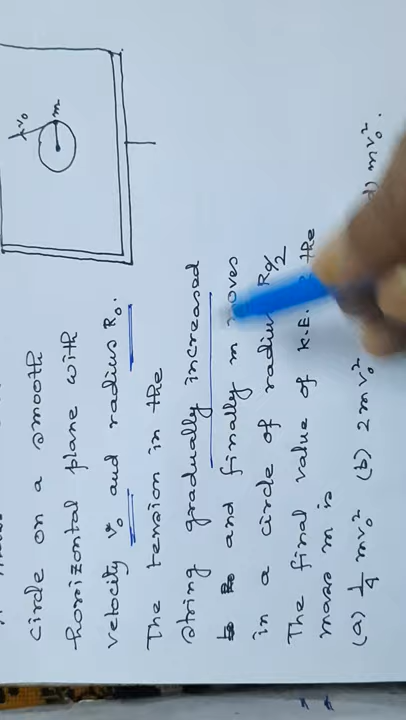 v₀
m
circle on a smooth
horizontal plane with
velocity v₀ and radius R₀.
The tension in the
string gradually increased
and finally m moves
in a circle of radius R₀/2
The final value of K.E. the
mass m is
(a) 1/4 mv₀² (b) 2mv₀² d) mv₀².